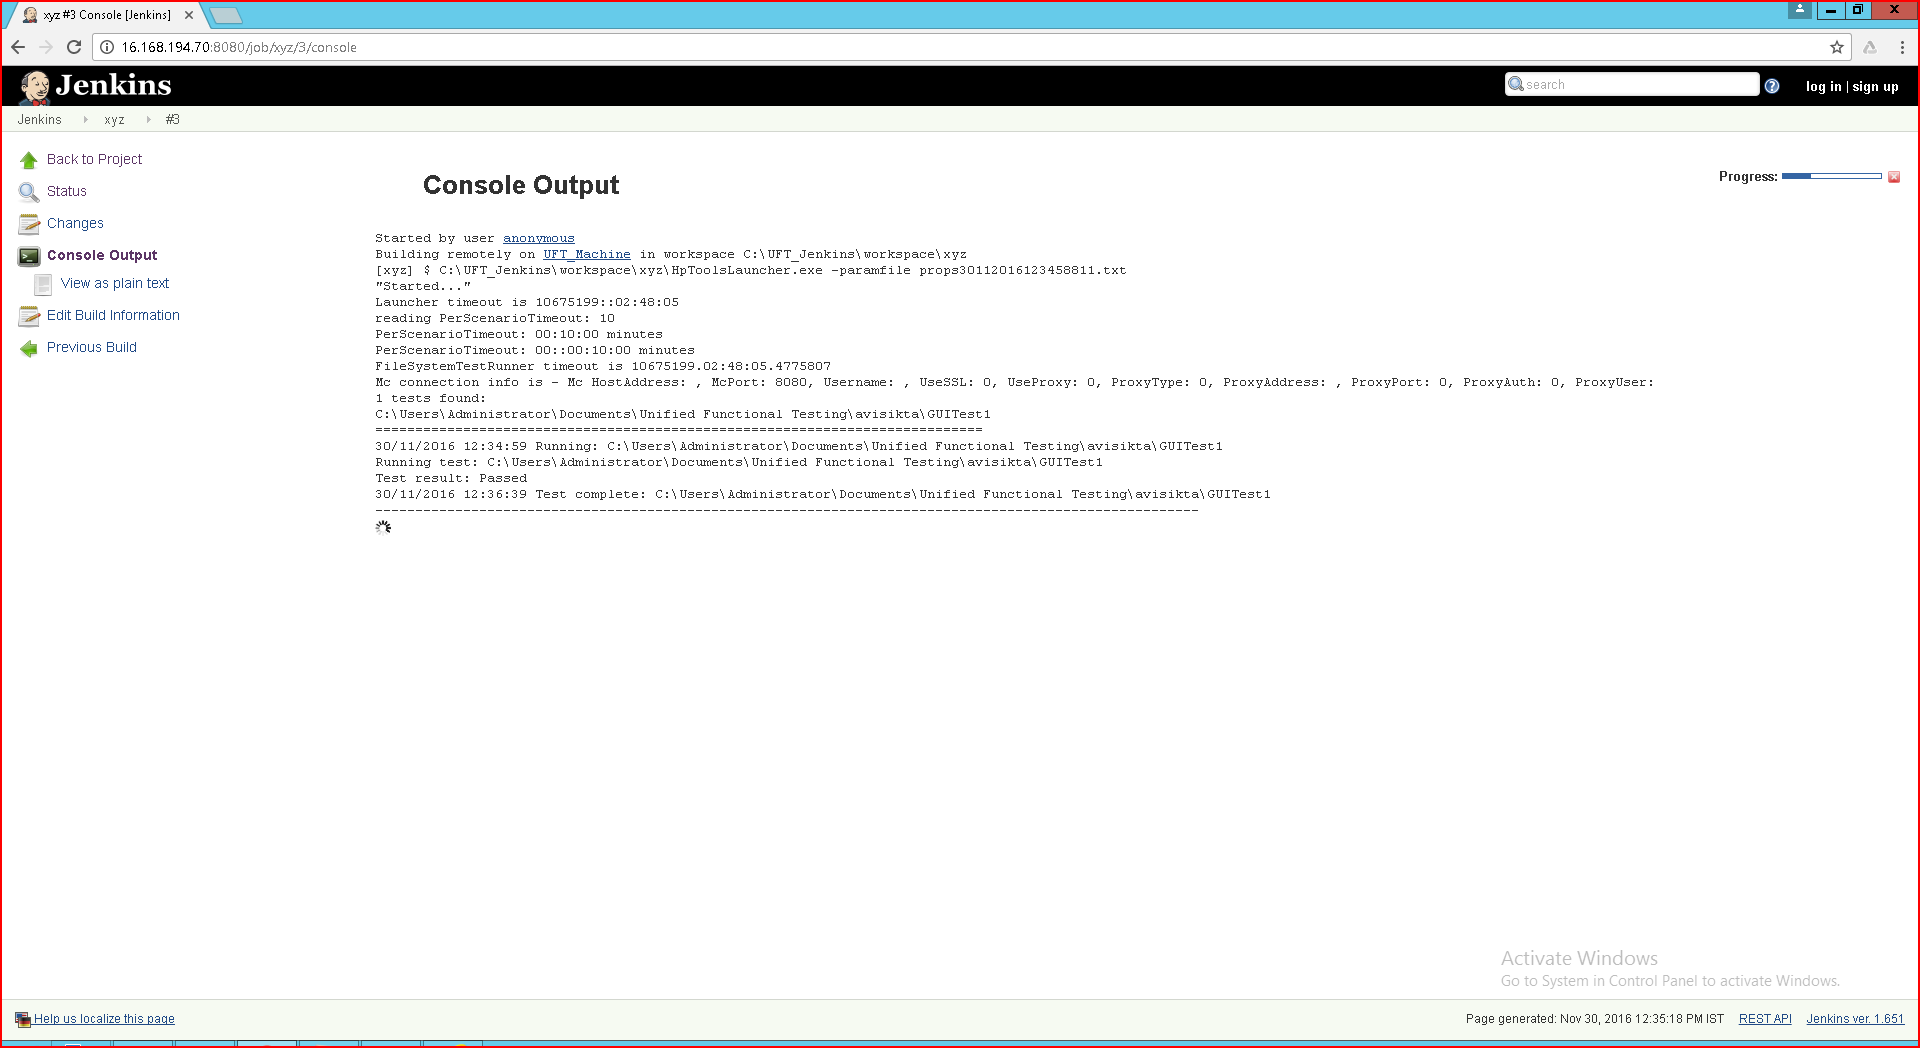 xyz #3 Console [Jenkins]
16.168.194.70:8080/job/xyz/3/console
Jenkins
search
log in | sign up
Jenkins
xyz
#3
Back to Project
Status
Changes
Console Output
View as plain text
Edit Build Information
Previous Build
Console Output
Progress:
Started by user anonymous
Building remotely on UFT_Machine in workspace C:\UFT_Jenkins\workspace\xyz
[xyz] $ C:\UFT_Jenkins\workspace\xyz\HpToolsLauncher.exe -paramfile props30112016123458811.txt
"Started..."
Launcher timeout is 10675199::02:48:05
reading PerScenarioTimeout: 10
PerScenarioTimeout: 00:10:00 minutes
PerScenarioTimeout: 00::00:10:00 minutes
FileSystemTestRunner timeout is 10675199.02:48:05.4775807
Mc connection info is - Mc HostAddress: , McPort: 8080, Username: , UseSSL: 0, UseProxy: 0, ProxyType: 0, ProxyAddress: , ProxyPort: 0, ProxyAuth: 0, ProxyUser:
1 tests found:
C:\Users\Administrator\Documents\Unified Functional Testing\avisikta\GUITest1
============================================================================
30/11/2016 12:34:59 Running: C:\Users\Administrator\Documents\Unified Functional Testing\avisikta\GUITest1
Running test: C:\Users\Administrator\Documents\Unified Functional Testing\avisikta\GUITest1
Test result: Passed
30/11/2016 12:36:39 Test complete: C:\Users\Administrator\Documents\Unified Functional Testing\avisikta\GUITest1
-------------------------------------------------------------------------------------------------------
Activate Windows
Go to System in Control Panel to activate Windows.
Help us localize this page
Page generated: Nov 30, 2016 12:35:18 PM IST
REST API
Jenkins ver. 1.651